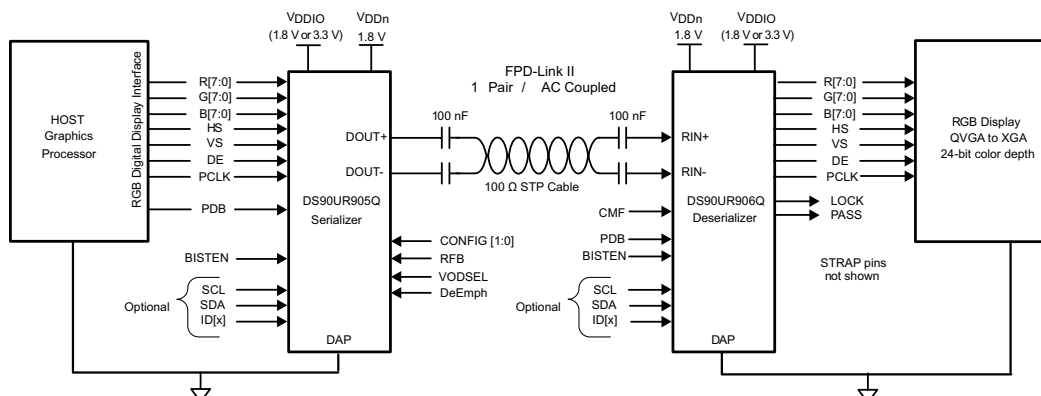 HOST
Graphics
Processor
RGB Digital Display Interface
R[7:0]
G[7:0]
B[7:0]
HS
VS
DE
PCLK
PDB
BISTEN
Optional
SCL
SDA
ID[x]
VDDIO
(1.8 V or 3.3 V)
VDDn
1.8 V
DOUT+
DOUT-
DS90UR905Q
Serializer
DAP
CONFIG [1:0]
RFB
VODSEL
DeEmph
FPD-Link II
1 Pair / AC Coupled
100 nF
100 nF
100 Ω STP Cable
VDDn
1.8 V
VDDIO
(1.8 V or 3.3 V)
RIN+
RIN-
DS90UR906Q
Deserializer
DAP
CMF
PDB
BISTEN
Optional
SCL
SDA
ID[x]
R[7:0]
G[7:0]
B[7:0]
HS
VS
DE
PCLK
LOCK
PASS
STRAP pins
not shown
RGB Display
QVGA to XGA
24-bit color depth